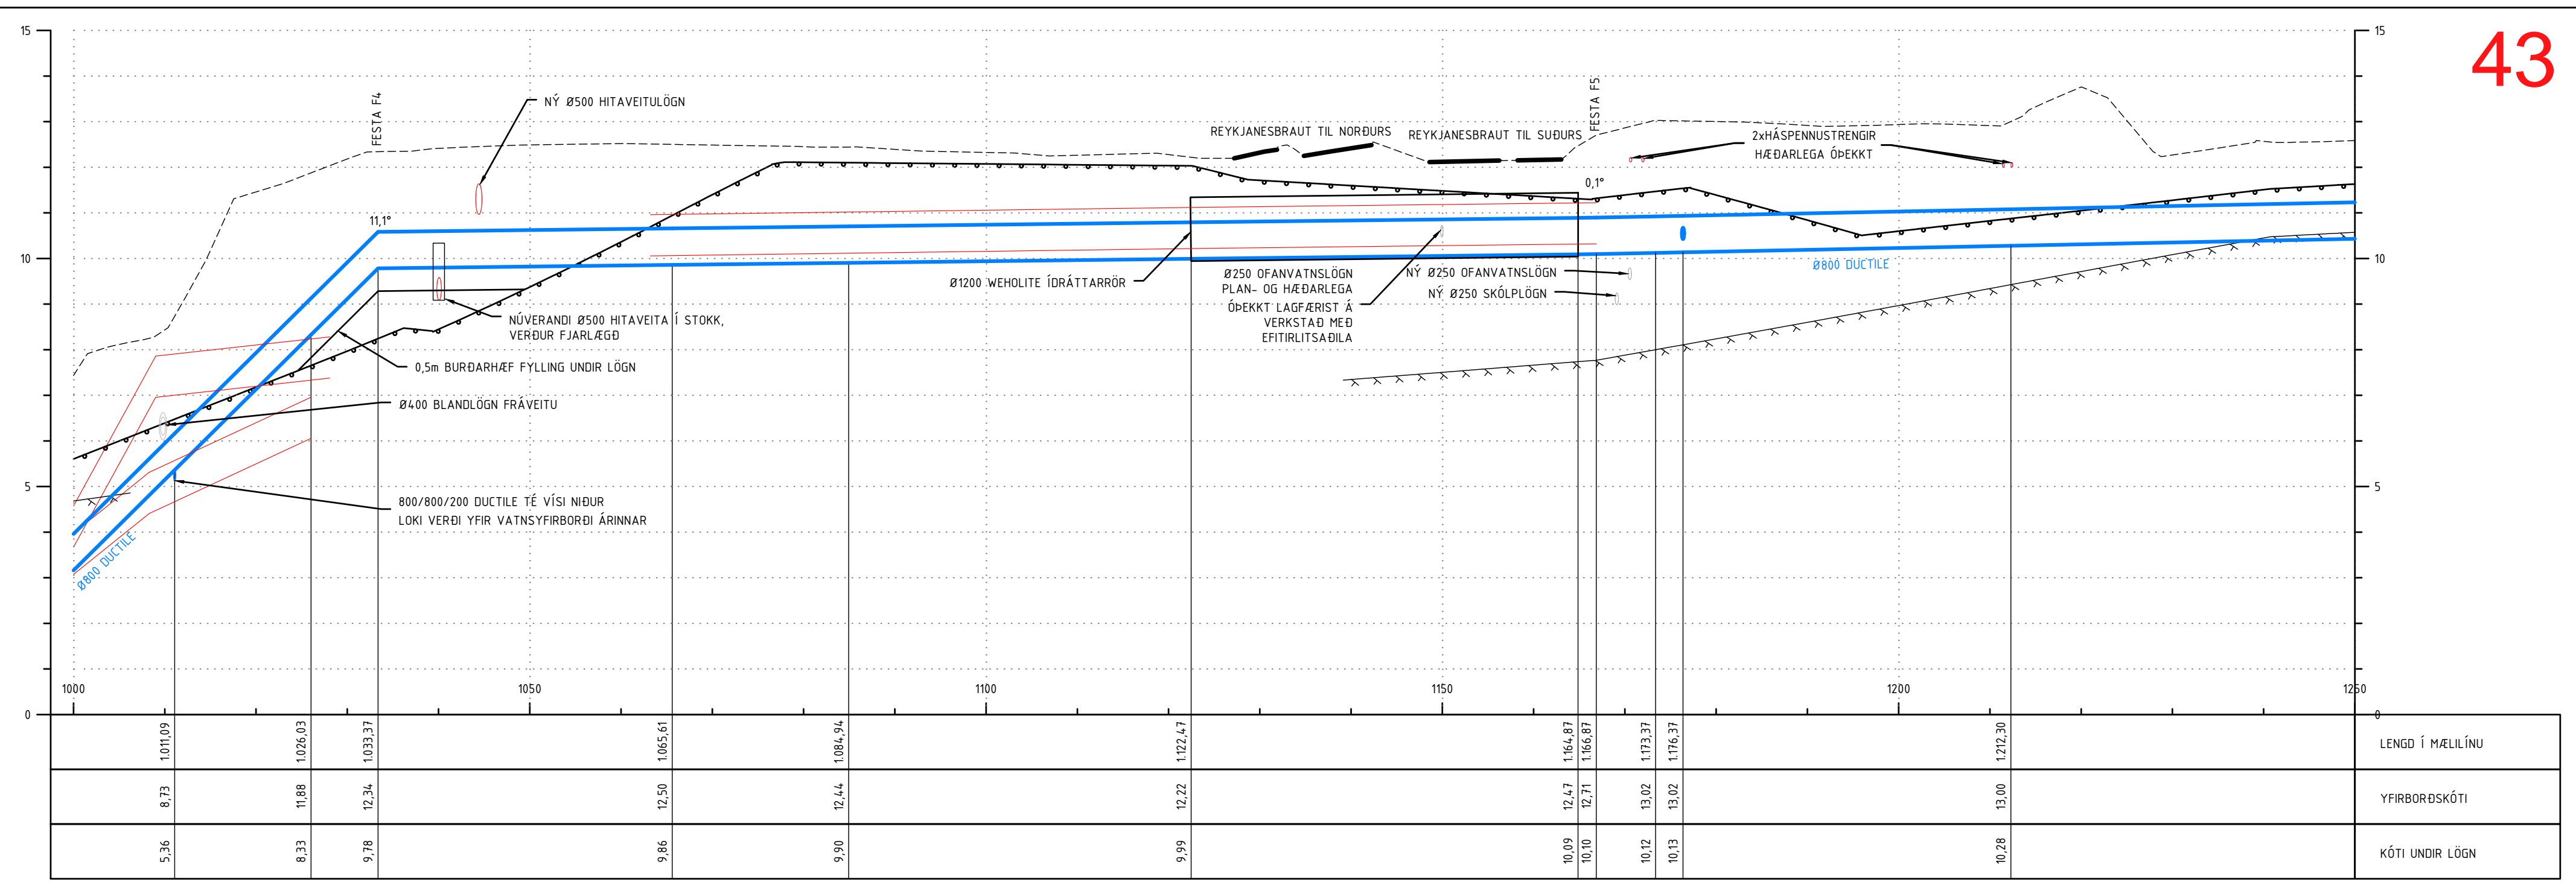 43
15
15
FESTA F4
NÝ Ø500 HITAVEITULÖGN
REYKJANESBRAUT TIL NORÐURS
REYKJANESBRAUT TIL SUÐURS
FESTA F5
2xHÁSPENNUSTRENGIR
HÆÐARLEGA ÓÞEKKT
11,1°
0,1°
10
10
Ø1200 WEHOLITE ÍDRÁTTARRÖR
Ø250 OFANVATNSLÖGN
PLAN- OG HÆÐARLEGA
ÓÞEKKT LAGFÆRIST Á
VERKSTAÐ MEÐ
EFITIRLITSAÐILA
NÝ Ø250 OFANVATNSLÖGN
NÝ Ø250 SKÓLPLÖGN
Ø800 DUCTILE
NÚVERANDI Ø500 HITAVEITA Í STOKK,
VERÐUR FJARLÆGÐ
0,5m BURÐARHÆF FYLLING UNDIR LÖGN
Ø400 BLANDLÖGN FRÁVEITU
5
5
800/800/200 DUCTILE TÉ VÍSI NIÐUR
LOKI VERÐI YFIR VATNSYFIRBORÐI ÁRINNAR
Ø800 DUCTILE
1000
1050
1100
1150
1200
1250
0
0
1.011,09
1.026,03
1.033,37
1.065,61
1.084,94
1.122,47
1.164,87
1.166,87
1.173,37
1.176,37
1.212,30
LENGD Í MÆLILÍNU
8,73
11,88
12,34
12,50
12,44
12,22
12,47
12,71
13,02
13,02
13,00
YFIRBORÐSKÓTI
5,36
8,33
9,78
9,86
9,90
9,99
10,09
10,10
10,12
10,13
10,28
KÓTI UNDIR LÖGN